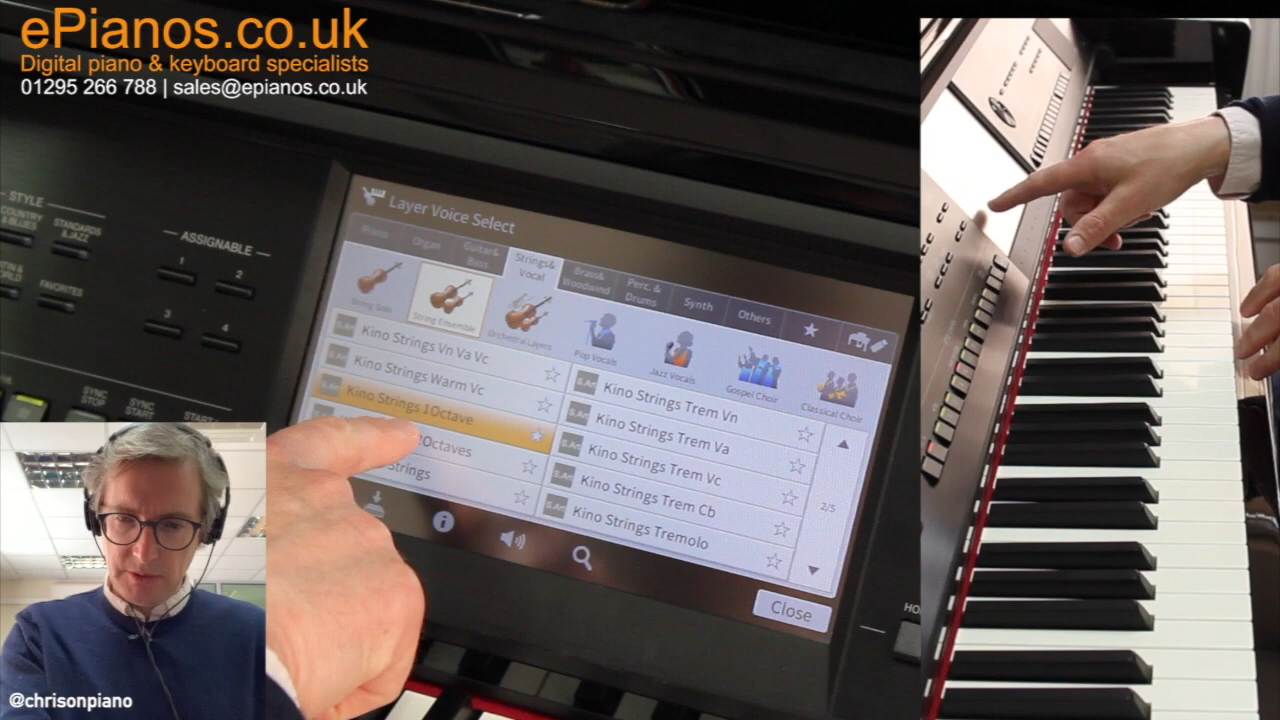 ePianos.co.uk
Digital piano & keyboard specialists
01295 266 788 | sales@epianos.co.uk
STYLE
COUNTRY & BLUES
STANDARDS & JAZZ
FAVORITES
ASSIGNABLE
1
2
3
4
SYNC STOP
SYNC START
Layer Voice Select
Piano
Organ
Guitar& Bass
Strings& Vocal
Brass& Woodwind
Perc. & Drums
Synth
Others
String Solo
String Ensemble
Orchestral Layers
Pop Vocals
Jazz Vocals
Gospel Choir
Classical Choir
Kino Strings Vn Va Vc
Kino Strings Warm Vc
Kino Strings 1Octave
2Octaves
Strings
S.Art
Kino Strings Trem Vn
Kino Strings Trem Va
Kino Strings Trem Vc
Kino Strings Trem Cb
Kino Strings Tremolo
2/5
Close
@chrisonpiano